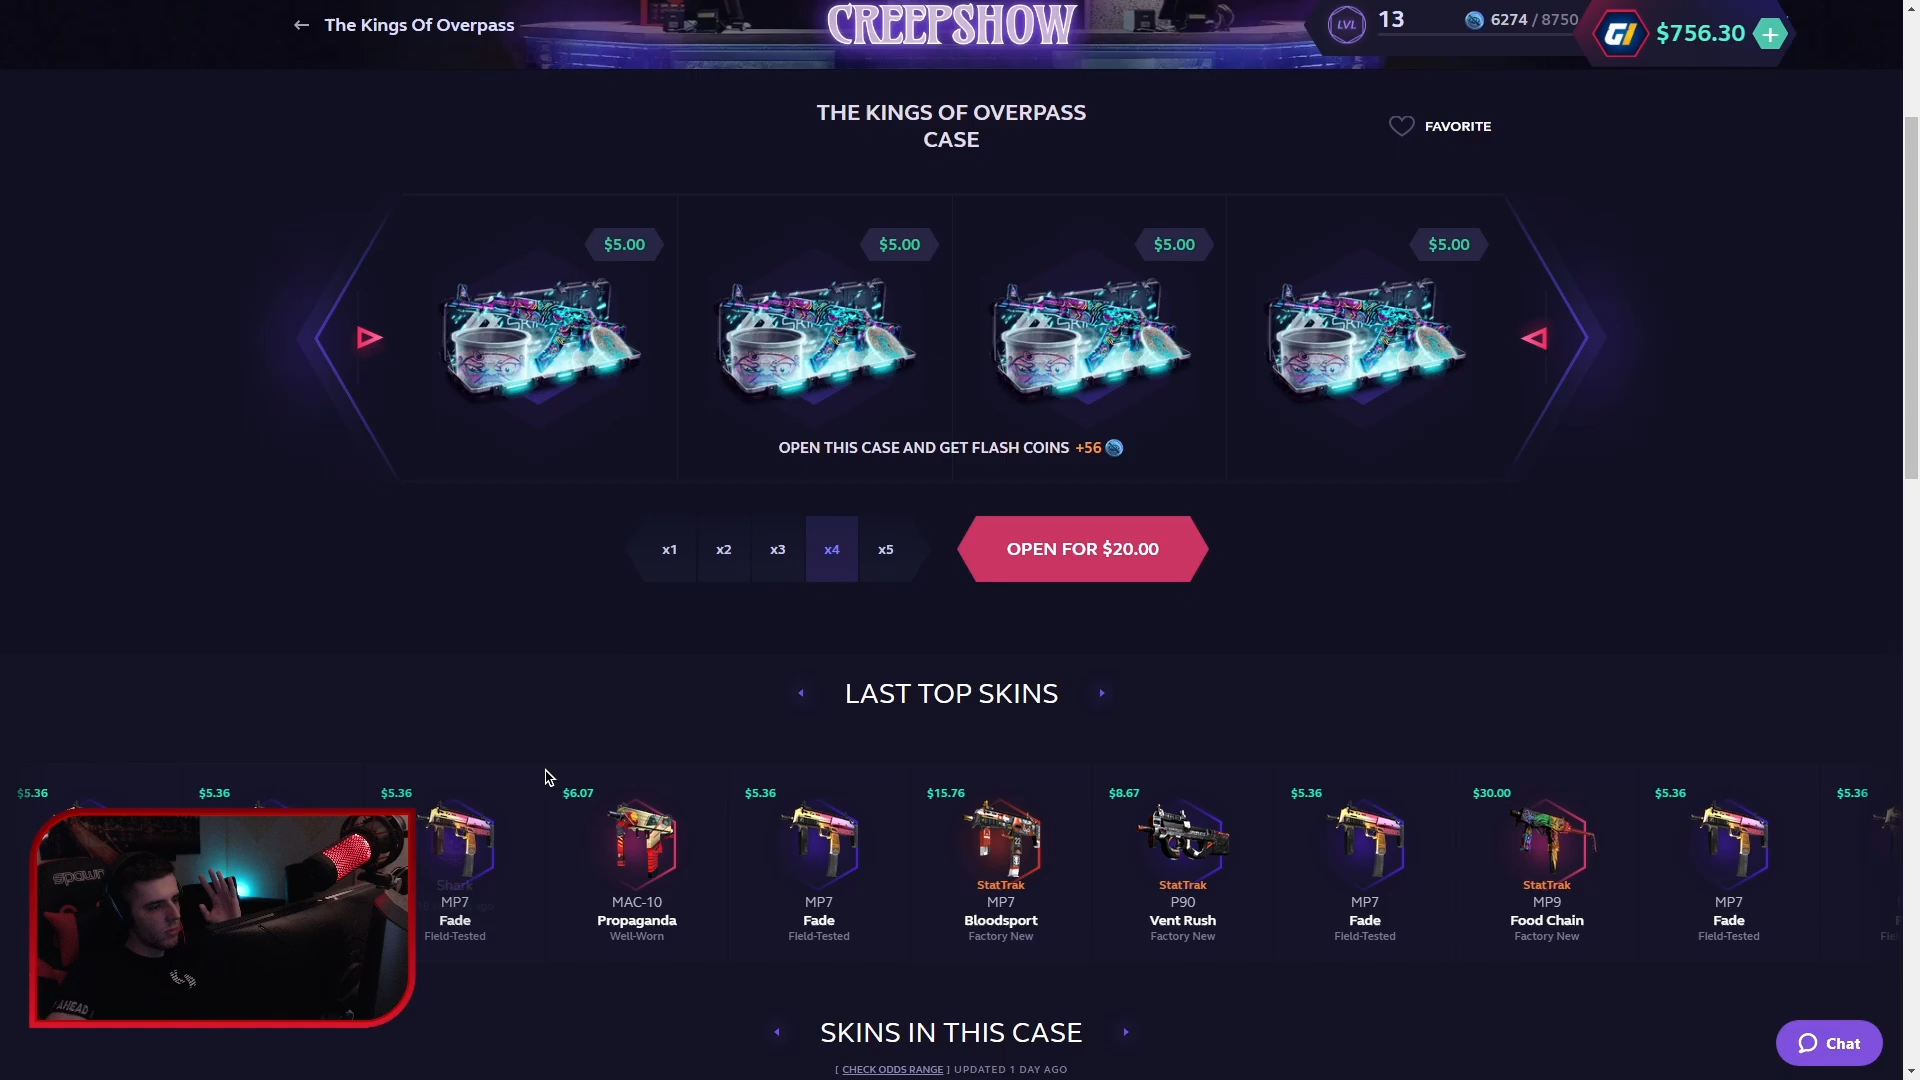 The Kings Of Overpass
CREEPSHOW
LVL
13
6274 / 8750
$756.30
THE KINGS OF OVERPASS
CASE
FAVORITE
$5.00
$5.00
$5.00
$5.00
OPEN THIS CASE AND GET FLASH COINS +56
x1
x2
x3
x4
x5
OPEN FOR $20.00
LAST TOP SKINS
$5.36
$5.36
$5.36
Shark
MP7
Fade
Field-Tested
$6.07
MAC-10
Propaganda
Well-Worn
$5.36
MP7
Fade
Field-Tested
$15.76
StatTrak
MP7
Bloodsport
Factory New
$8.67
StatTrak
P90
Vent Rush
Factory New
$5.36
MP7
Fade
Field-Tested
$30.00
StatTrak
MP9
Food Chain
Factory New
$5.36
MP7
Fade
Field-Tested
$5.36
spawn
AHEAD
SKINS IN THIS CASE
[ CHECK ODDS RANGE ] UPDATED 1 DAY AGO
Chat